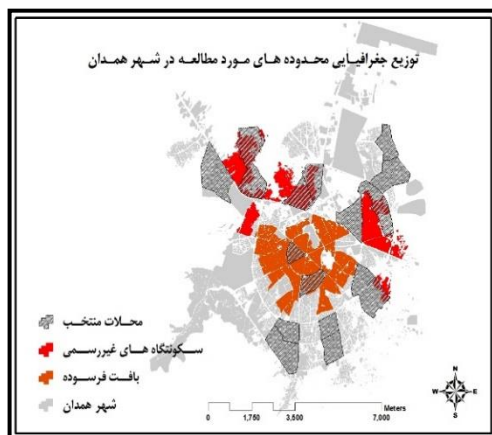 توزیع جغرافیایی محدوده های مورد مطالعه در شهر همدان
محلات منتخب
سکونتگاه های غیررسمی
بافت فرسوده
شهر همدان
N
W E
S
Meters
0 1,750 3,500 7,000